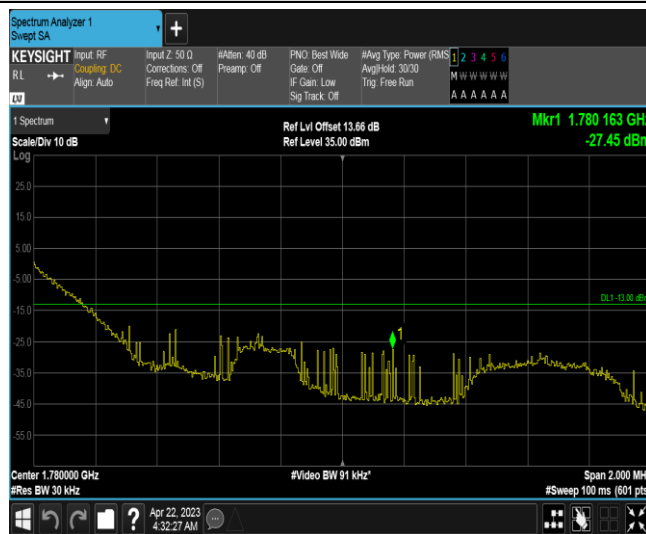 Spectrum Analyzer 1
Swept SA
+
KEYSIGHT
RL
LXI
Input: RF
Coupling: DC
Align: Auto
Input Z: 50 Ω
Corrections: Off
Freq Ref: Int (S)
#Atten: 40 dB
Preamp: Off
PNO: Best Wide
Gate: Off
IF Gain: Low
Sig Track: Off
#Avg Type: Power (RMS
Avg|Hold: 30/30
Trig: Free Run
1 2 3 4 5 6
M W W W W W
A A A A A A
1 Spectrum
Scale/Div 10 dB
Log
Ref Lvl Offset 13.66 dB
Ref Level 35.00 dBm
Mkr1 1.780 163 GHz
-27.45 dBm
25.0
15.0
5.00
-5.00
DL1 -13.00 dBm
-15.0
-25.0
1
-35.0
-45.0
-55.0
Center 1.780000 GHz
#Video BW 91 kHz*
Span 2.000 MH
#Res BW 30 kHz
#Sweep 100 ms (601 pts
?
Apr 22, 2023
4:32:27 AM